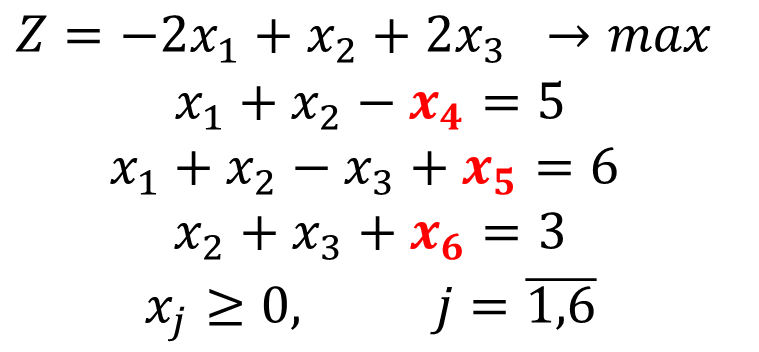 Z = −2x₁ + x₂ + 2x₃ → max
x₁ + x₂ − x₄ = 5
x₁ + x₂ − x₃ + x₅ = 6
x₂ + x₃ + x₆ = 3
xⱼ ≥ 0, j = 1,6̅